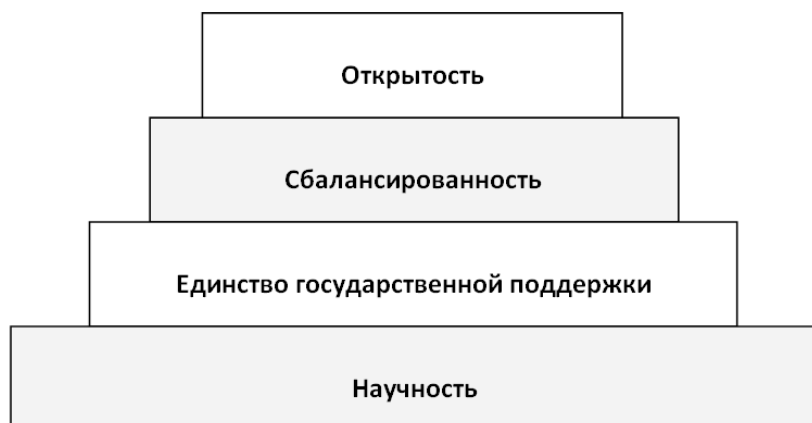 Открытость
Сбалансированность
Единство государственной поддержки
Научность